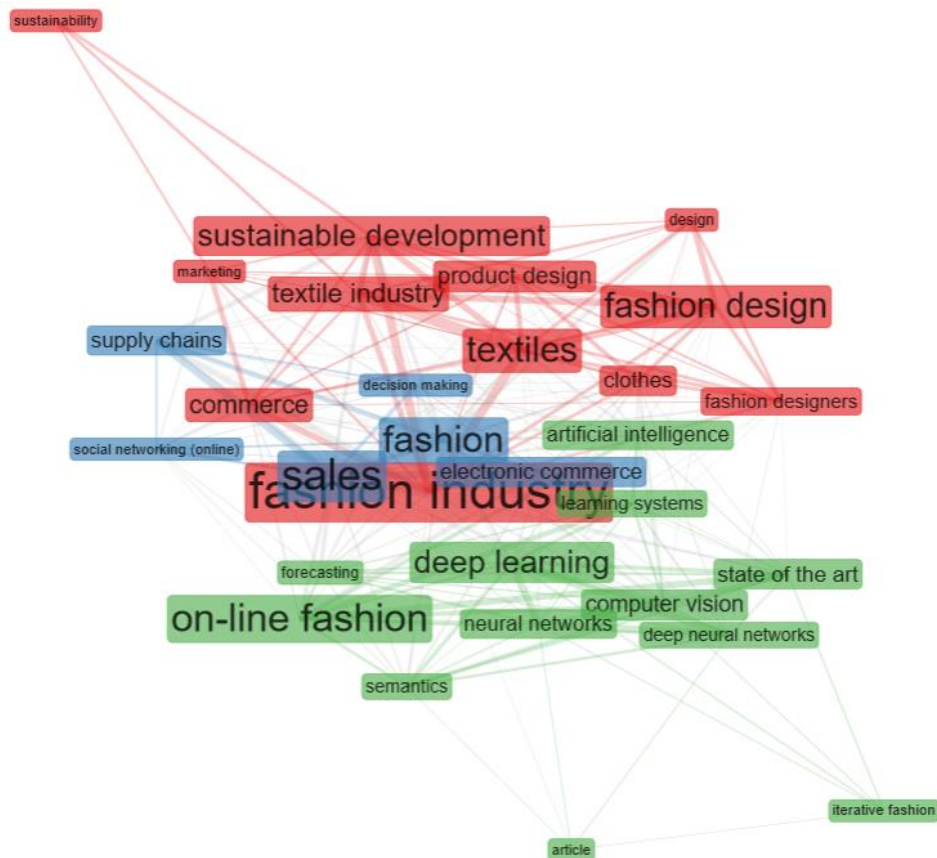 sustainability
design
sustainable development
marketing
product design
textile industry
fashion design
supply chains
textiles
decision making
clothes
commerce
fashion designers
artificial intelligence
fashion
social networking (online)
sales
electronic commerce
fashion industry
learning systems
deep learning
forecasting
state of the art
computer vision
on-line fashion
neural networks
deep neural networks
semantics
iterative fashion
article